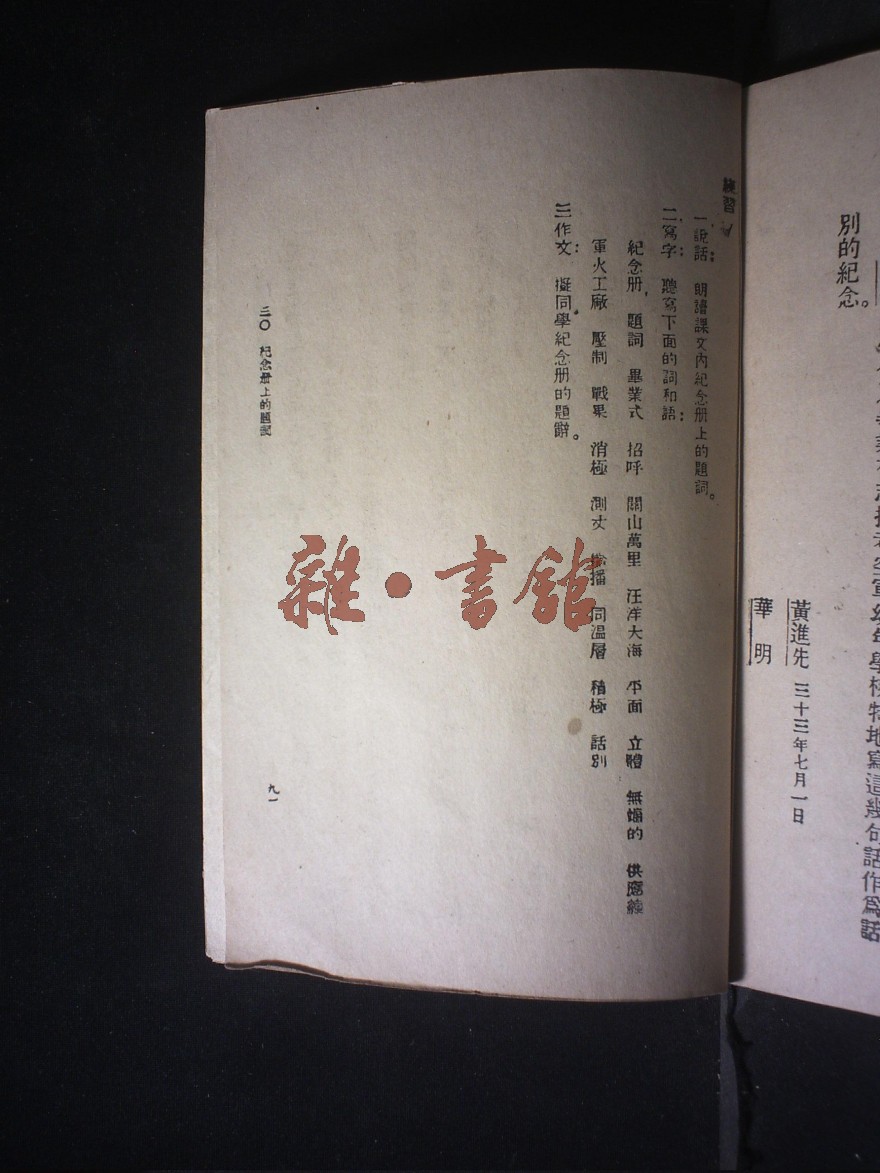 別的紀念。
黃進先 三十三年七月一日
華明
練習
一、說話： 朗讀課文內紀念册上的題詞。
二、寫字： 聽寫下面的詞和語：
紀念册 題詞 畢業式 招呼 關山萬里 汪洋大海 平面 立體 無垠的 供應線
軍火工廠 壓制 戰果 消極 測丈 播 同溫層 積極 話別
三、作文： 擬同學紀念册的題辭。
三〇 紀念册上的題詞
九一
雜·書館